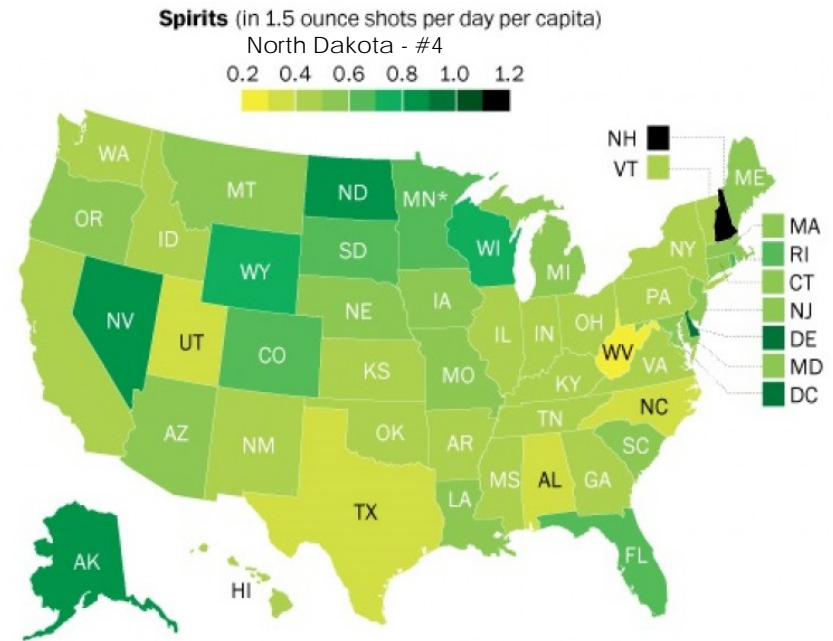 Spirits (in 1.5 ounce shots per day per capita)
North Dakota - #4
0.2 0.4 0.6 0.8 1.0 1.2
NH
VT
WA
MT
ND
MN*
ME
OR
ID
WY
SD
WI
MI
NY
MA
RI
CT
NJ
DE
MD
DC
NV
UT
CO
NE
IA
IL
IN
OH
PA
WV
VA
KS
MO
KY
AZ
NM
OK
AR
TN
NC
SC
TX
LA
MS
AL
GA
FL
AK
HI